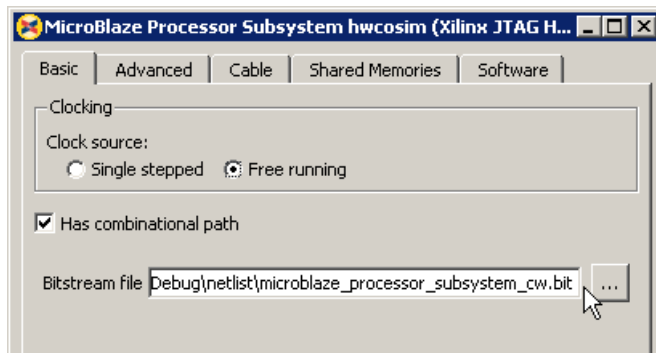 MicroBlaze Processor Subsystem hwcosim (Xilinx JTAG H...
Basic Advanced Cable Shared Memories Software
Clocking
Clock source:
Single stepped Free running
Has combinational path
Bitstream file Debug\netlist\microblaze_processor_subsystem_cw.bit ...